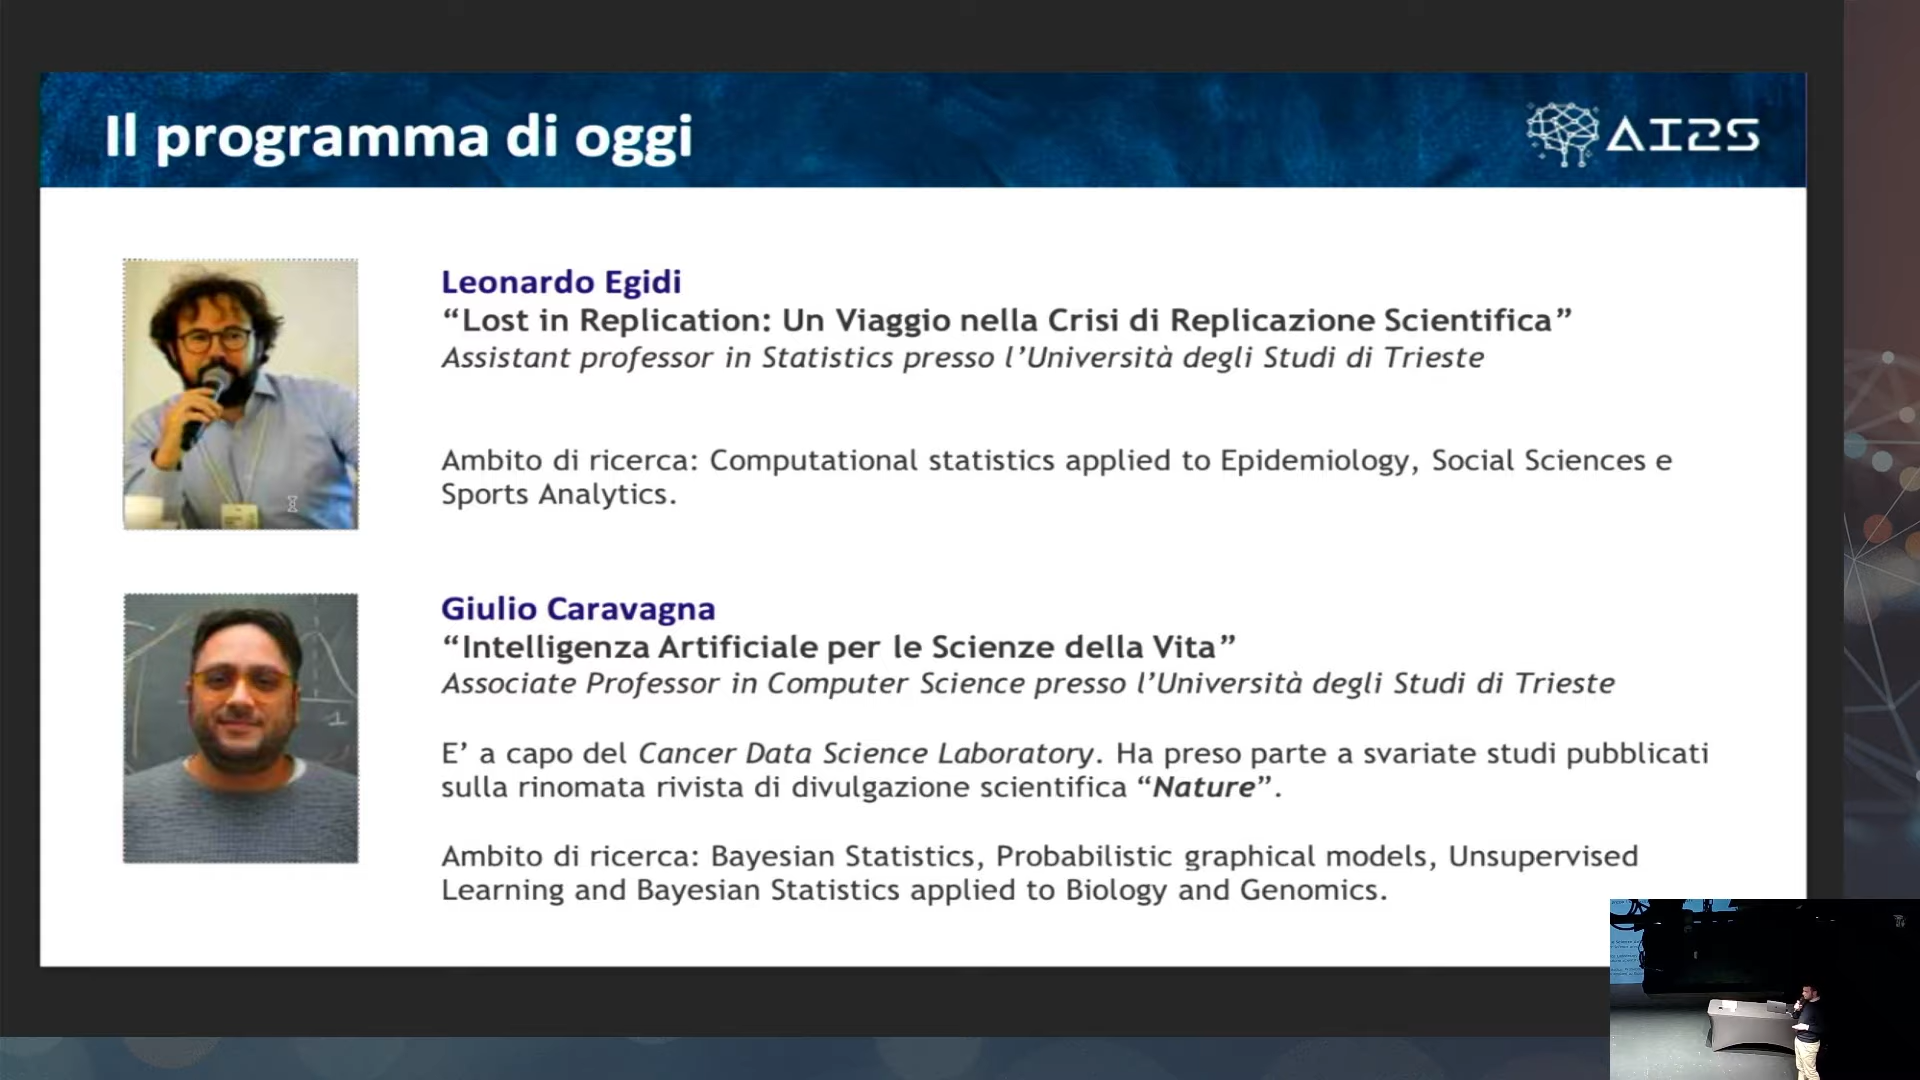 Il programma di oggi
AI2S
Leonardo Egidi
“Lost in Replication: Un Viaggio nella Crisi di Replicazione Scientifica”
Assistant professor in Statistics presso l’Università degli Studi di Trieste
Ambito di ricerca: Computational statistics applied to Epidemiology, Social Sciences e
Sports Analytics.
Giulio Caravagna
“Intelligenza Artificiale per le Scienze della Vita”
Associate Professor in Computer Science presso l’Università degli Studi di Trieste
E’ a capo del Cancer Data Science Laboratory. Ha preso parte a svariate studi pubblicati
sulla rinomata rivista di divulgazione scientifica “Nature”.
Ambito di ricerca: Bayesian Statistics, Probabilistic graphical models, Unsupervised
Learning and Bayesian Statistics applied to Biology and Genomics.